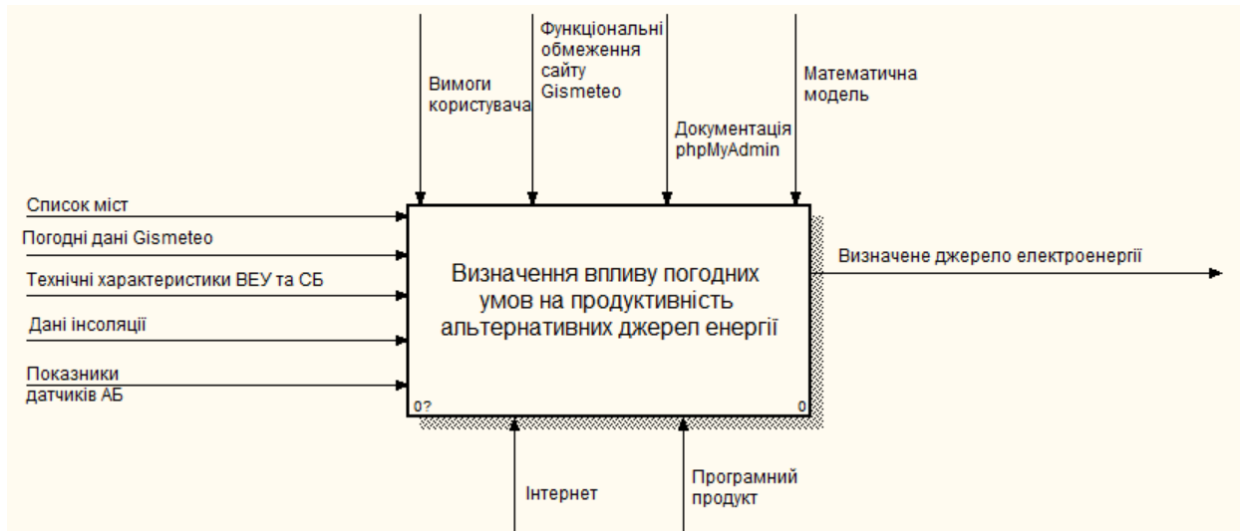 Вимоги
користувача
Функціональні
обмеження
сайту
Gismeteo
Документація
phpMyAdmin
Математична
модель
Список міст
Погодні дані Gismeteo
Технічні характеристики ВЕУ та СБ
Дані інсоляції
Показники
датчиків АБ
Визначення впливу погодних
умов на продуктивність
альтернативних джерел енергії
0?
0
Визначене джерело електроенергії
Інтернет
Програмний
продукт